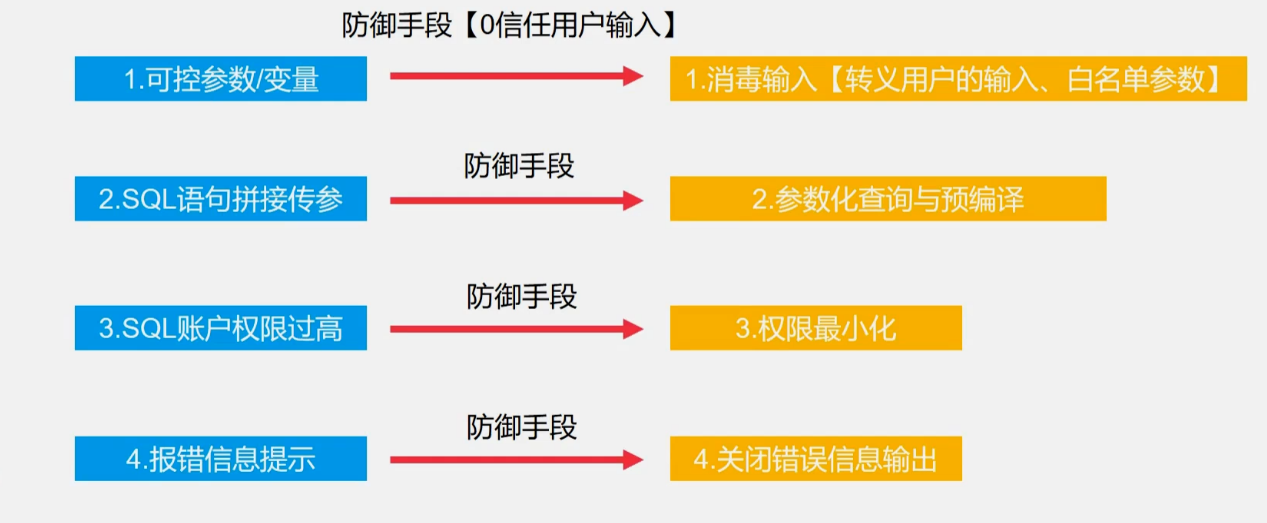 防御手段【0信任用户输入】
1.可控参数/变量
1.消毒输入【转义用户的输入、白名单参数】
防御手段
2.SQL语句拼接传参
2.参数化查询与预编译
防御手段
3.SQL账户权限过高
3.权限最小化
防御手段
4.报错信息提示
4.关闭错误信息输出